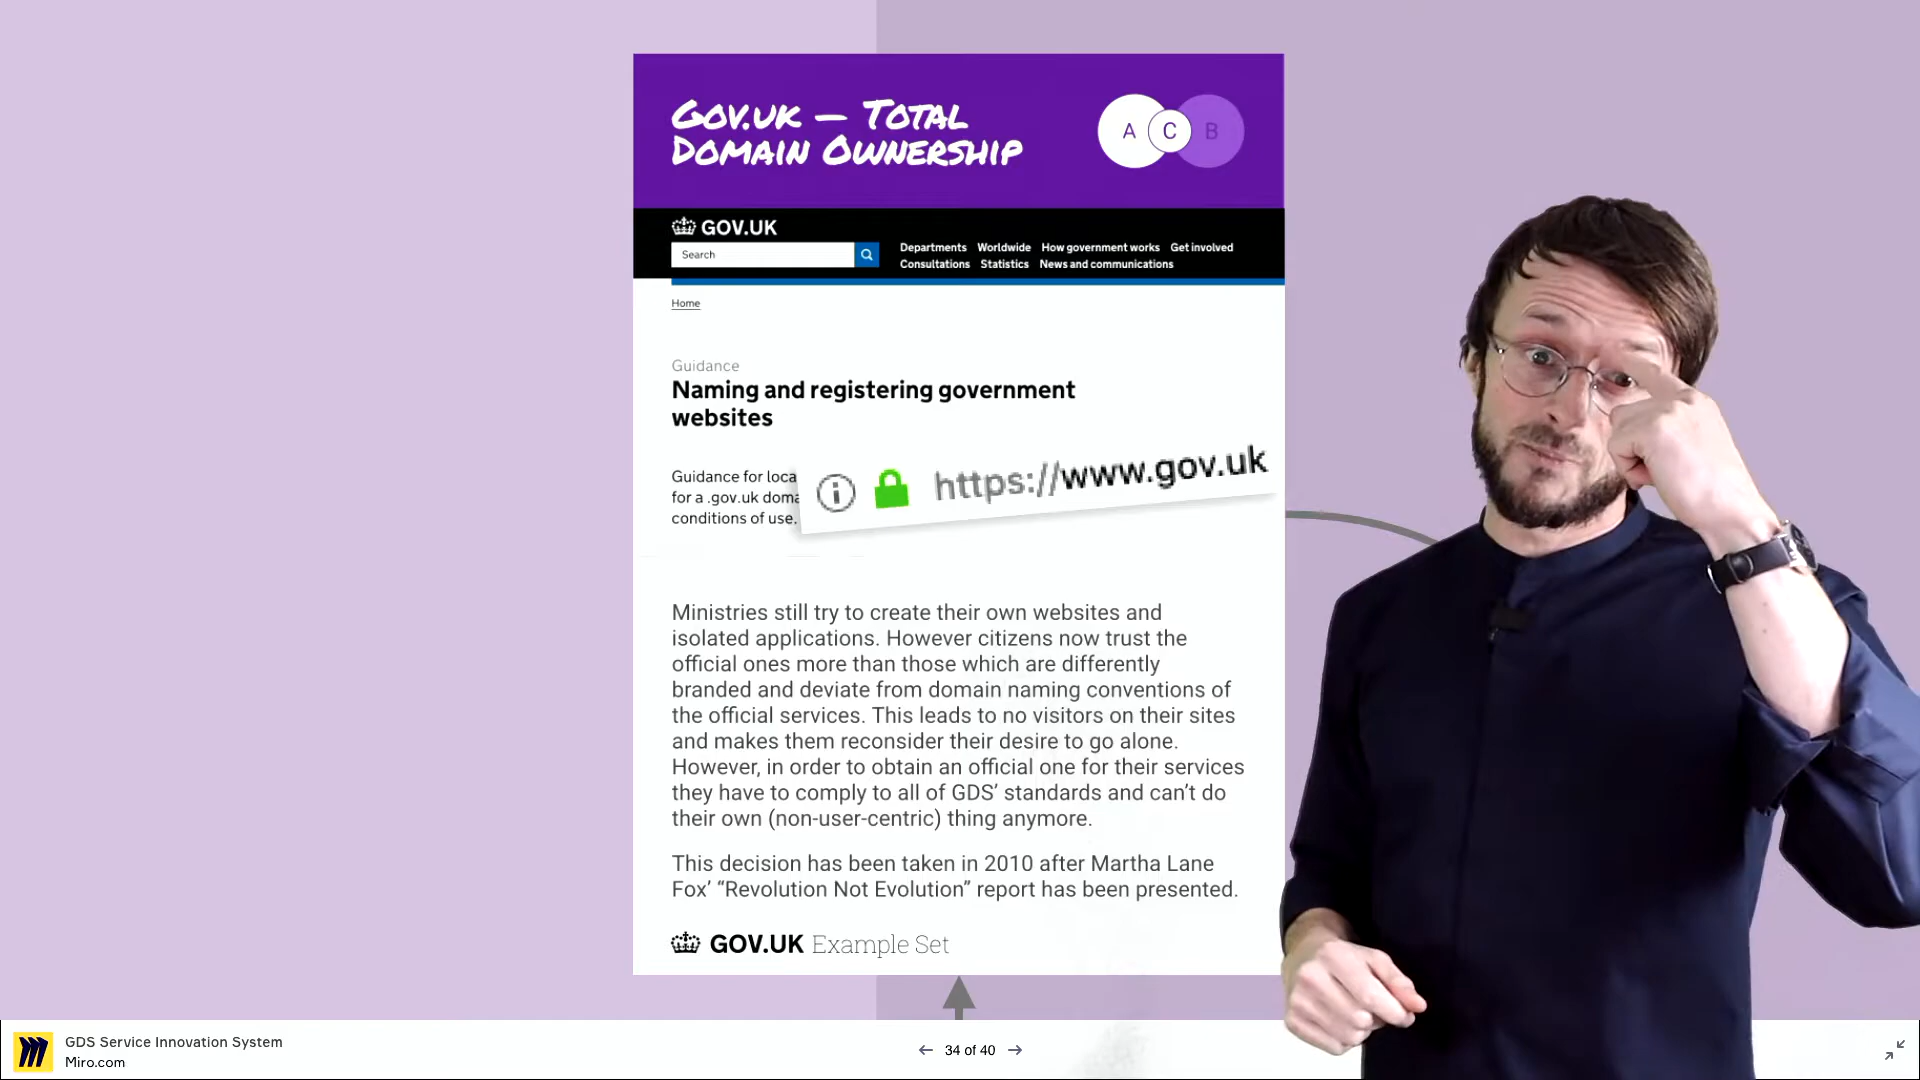 GOV.UK — TOTAL
DOMAIN OWNERSHIP
A C B
GOV.UK
Search
Departments Worldwide How government works Get involved
Consultations Statistics News and communications
Home
Guidance
Naming and registering government
websites
Guidance for loca
for a .gov.uk doma
conditions of use.
https://www.gov.uk
Ministries still try to create their own websites and
isolated applications. However citizens now trust the
official ones more than those which are differently
branded and deviate from domain naming conventions of
the official services. This leads to no visitors on their sites
and makes them reconsider their desire to go alone.
However, in order to obtain an official one for their services
they have to comply to all of GDS’ standards and can’t do
their own (non-user-centric) thing anymore.
This decision has been taken in 2010 after Martha Lane
Fox’ “Revolution Not Evolution” report has been presented.
GOV.UK Example Set
GDS Service Innovation System
Miro.com
34 of 40